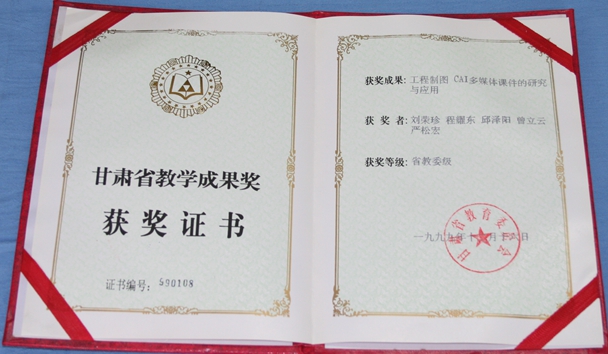 甘肃省教学成果奖
获奖证书
证书编号: 590108
获奖成果: 工程制图 CAI多媒体课件的研究
与应用
获 奖 者: 刘荣珍 程耀东 邱泽阳 曾立云
严松宏
获奖等级: 省教委级
甘肃省教育委员会
一九九九年十月十六日